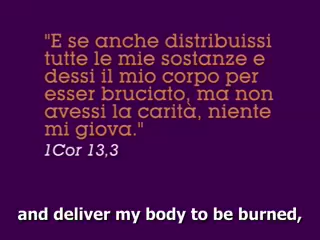 "E se anche distribuissi
tutte le mie sostanze e
dessi il mio corpo per
esser bruciato, ma non
avessi la carità, niente
mi giova."
1Cor 13,3
and deliver my body to be burned,